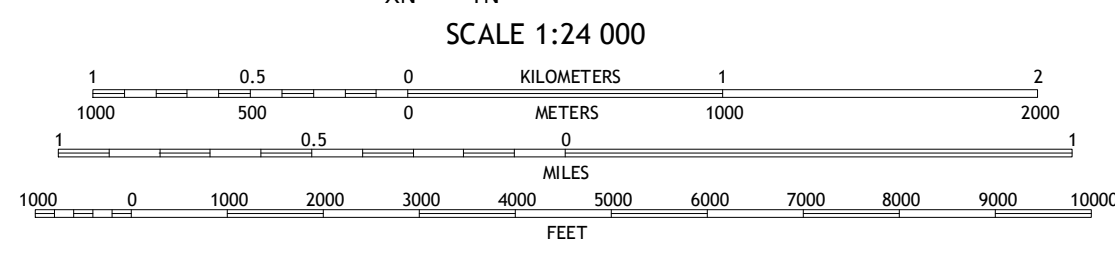 SCALE 1:24 000
1 0.5 0 KILOMETERS 1 2
1000 500 0 METERS 1000 2000
1 0.5 0 1
MILES
1000 0 1000 2000 3000 4000 5000 6000 7000 8000 9000 10000
FEET